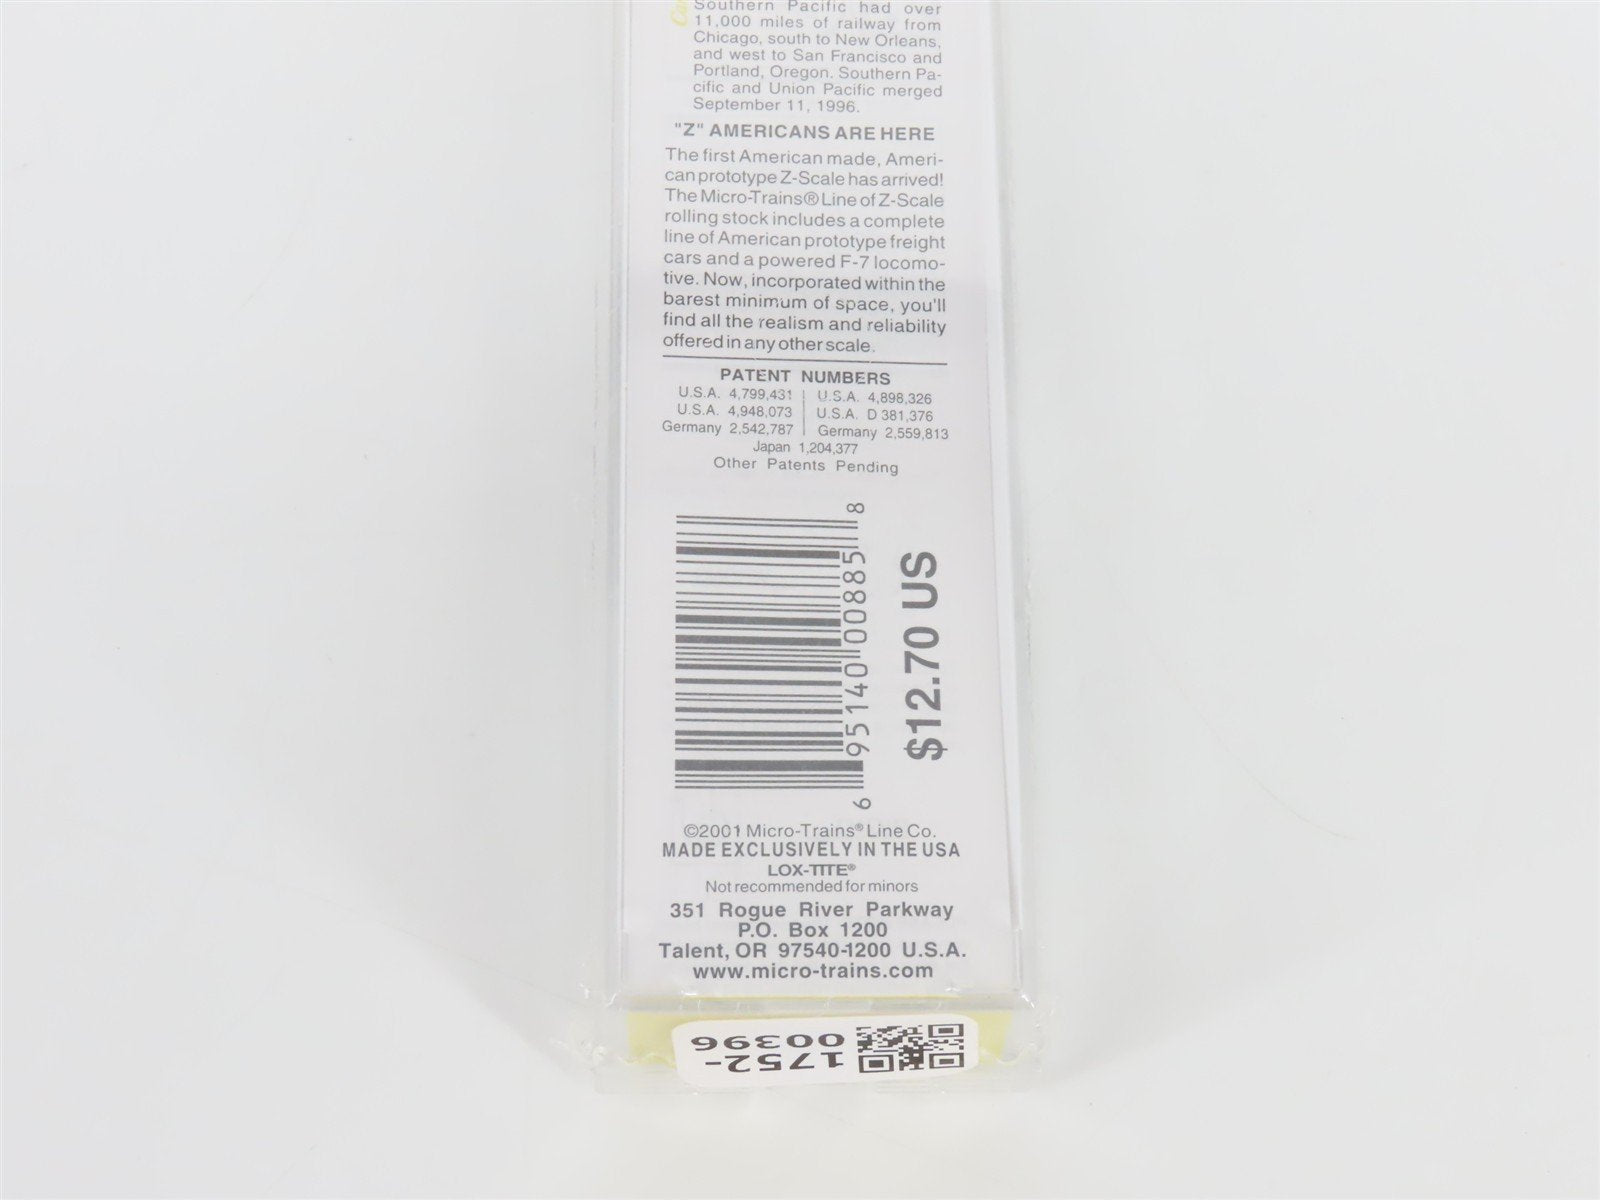 Southern Pacific had over
11,000 miles of railway from
Chicago, south to New Orleans,
and west to San Francisco and
Portland, Oregon. Southern Pa-
cific and Union Pacific merged
September 11, 1996.
"Z" AMERICANS ARE HERE
The first American made, Ameri-
can prototype Z-Scale has arrived!
The Micro-Trains® Line of Z-Scale
rolling stock includes a complete
line of American prototype freight
cars and a powered F-7 locomo-
tive. Now, incorporated within the
barest minimum of space, you'll
find all the realism and reliability
offered in any other scale.
PATENT NUMBERS
U.S.A. 4,799,431 | U.S.A. 4,898,326
U.S.A. 4,948,073 | U.S.A. D 381,376
Germany 2,542,787 | Germany 2,559,813
Japan 1,204,377
Other Patents Pending
6 95140 00885 8
$12.70 US
©2001 Micro-Trains® Line Co.
MADE EXCLUSIVELY IN THE USA
LOX-TITE®
Not recommended for minors
351 Rogue River Parkway
P.O. Box 1200
Talent, OR 97540-1200 U.S.A.
www.micro-trains.com
1752-
00396